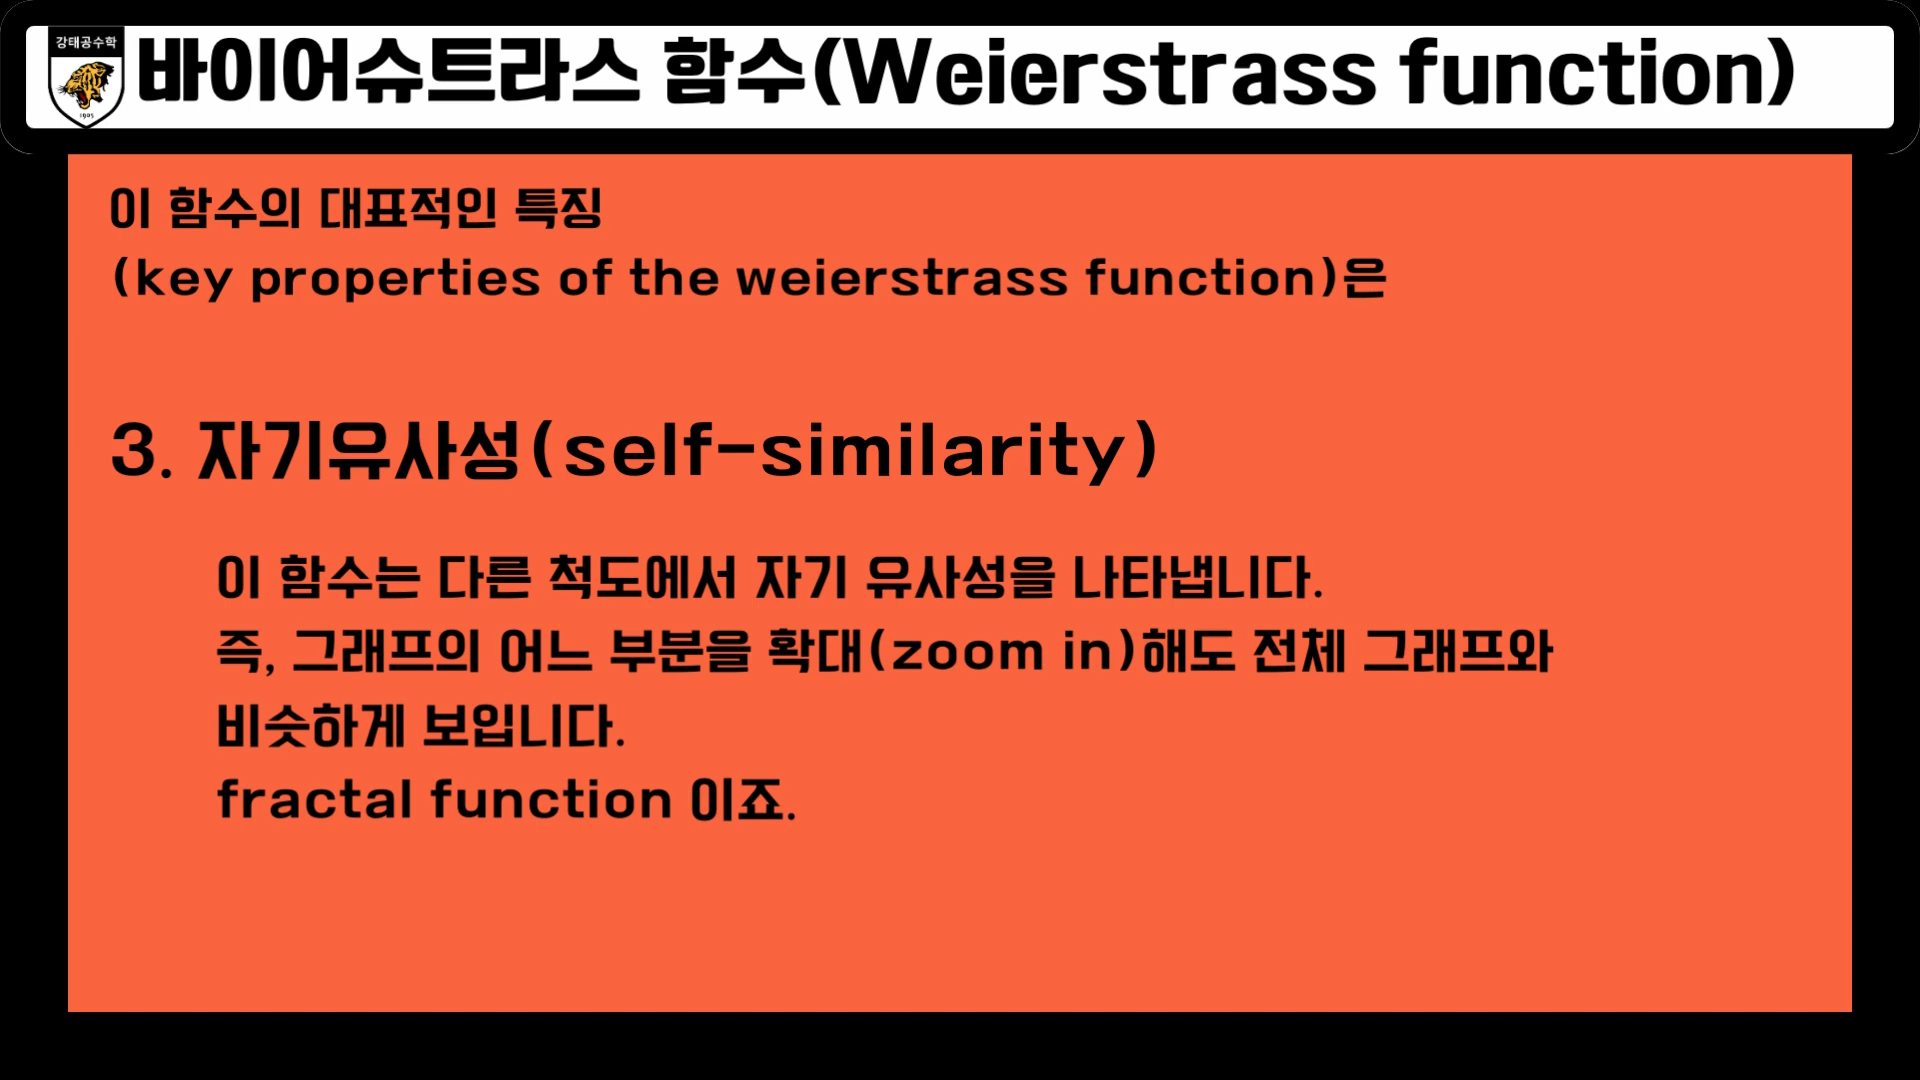 강태공수학
1905
바이어슈트라스 함수(Weierstrass function)
이 함수의 대표적인 특징
(key properties of the weierstrass function)은
3. 자기유사성(self-similarity)
이 함수는 다른 척도에서 자기 유사성을 나타냅니다.
즉, 그래프의 어느 부분을 확대(zoom in)해도 전체 그래프와
비슷하게 보입니다.
fractal function 이죠.